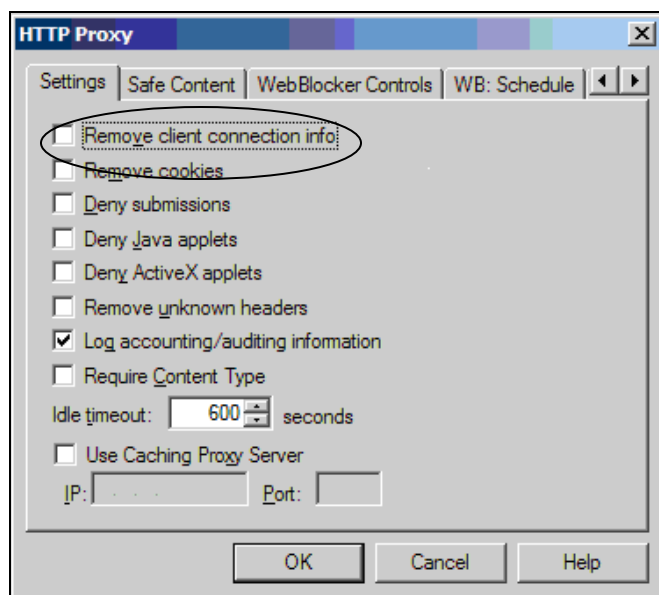 HTTP Proxy
Settings Safe Content WebBlocker Controls WB: Schedule
Remove client connection info
Remove cookies
Deny submissions
Deny Java applets
Deny ActiveX applets
Remove unknown headers
Log accounting/auditing information
Require Content Type
Idle timeout: 600 seconds
Use Caching Proxy Server
IP: . . . Port:
OK Cancel Help